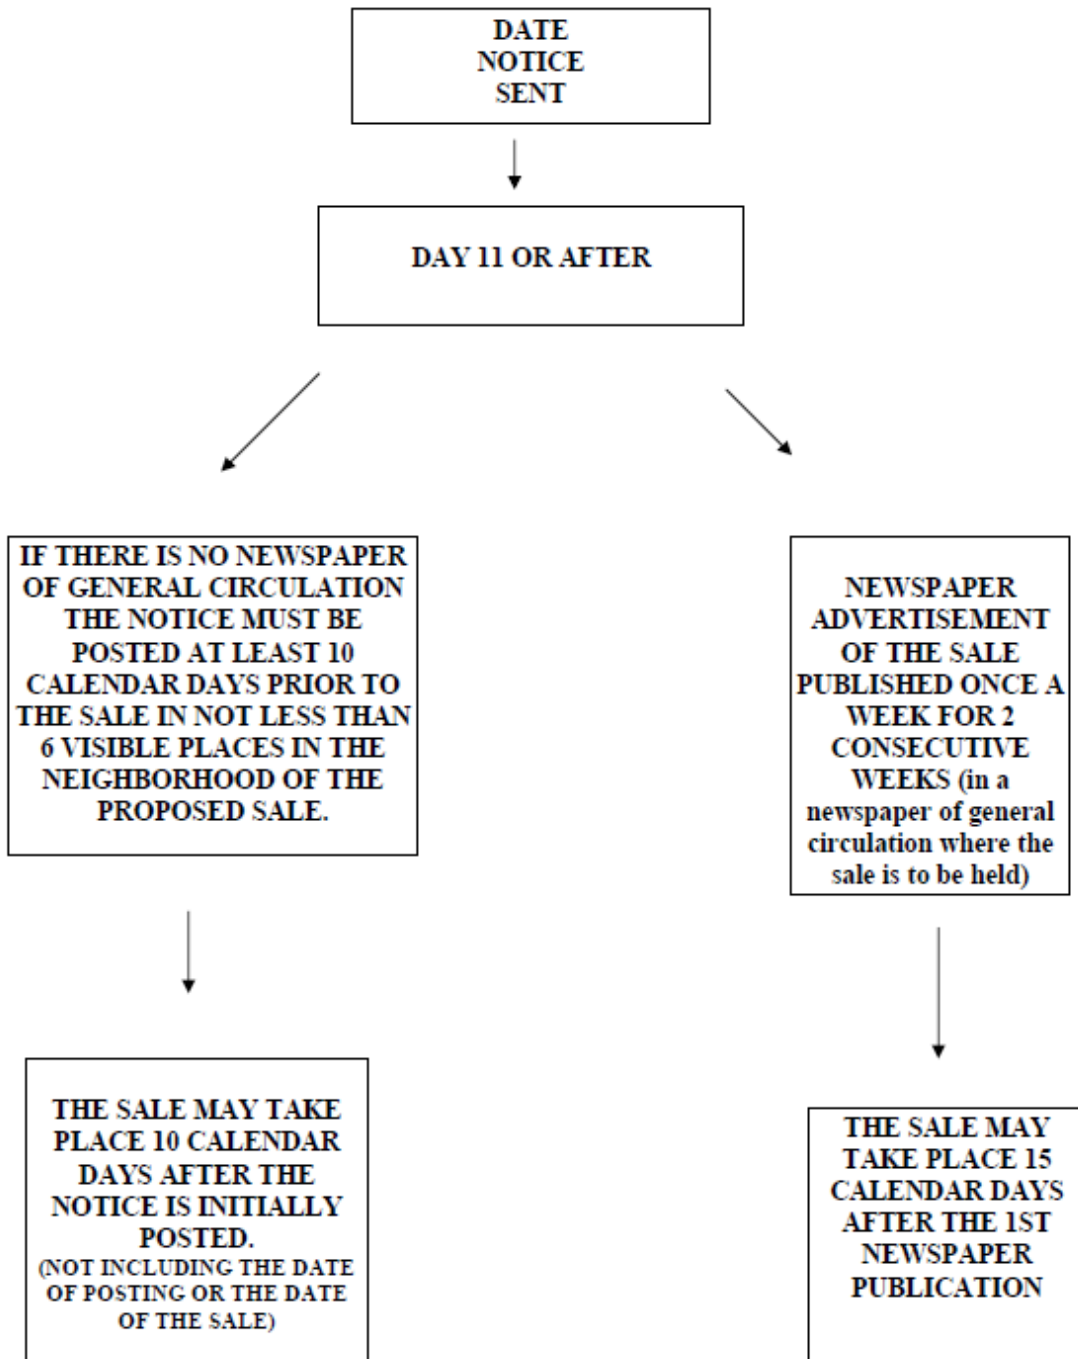 DATE
NOTICE
SENT
DAY 11 OR AFTER
IF THERE IS NO NEWSPAPER
OF GENERAL CIRCULATION
THE NOTICE MUST BE
POSTED AT LEAST 10
CALENDAR DAYS PRIOR TO
THE SALE IN NOT LESS THAN
6 VISIBLE PLACES IN THE
NEIGHBORHOOD OF THE
PROPOSED SALE.
NEWSPAPER
ADVERTISEMENT
OF THE SALE
PUBLISHED ONCE A
WEEK FOR 2
CONSECUTIVE
WEEKS (in a
newspaper of general
circulation where the
sale is to be held)
THE SALE MAY TAKE
PLACE 10 CALENDAR
DAYS AFTER THE
NOTICE IS INITIALLY
POSTED.
(NOT INCLUDING THE DATE
OF POSTING OR THE DATE
OF THE SALE)
THE SALE MAY
TAKE PLACE 15
CALENDAR DAYS
AFTER THE 1ST
NEWSPAPER
PUBLICATION